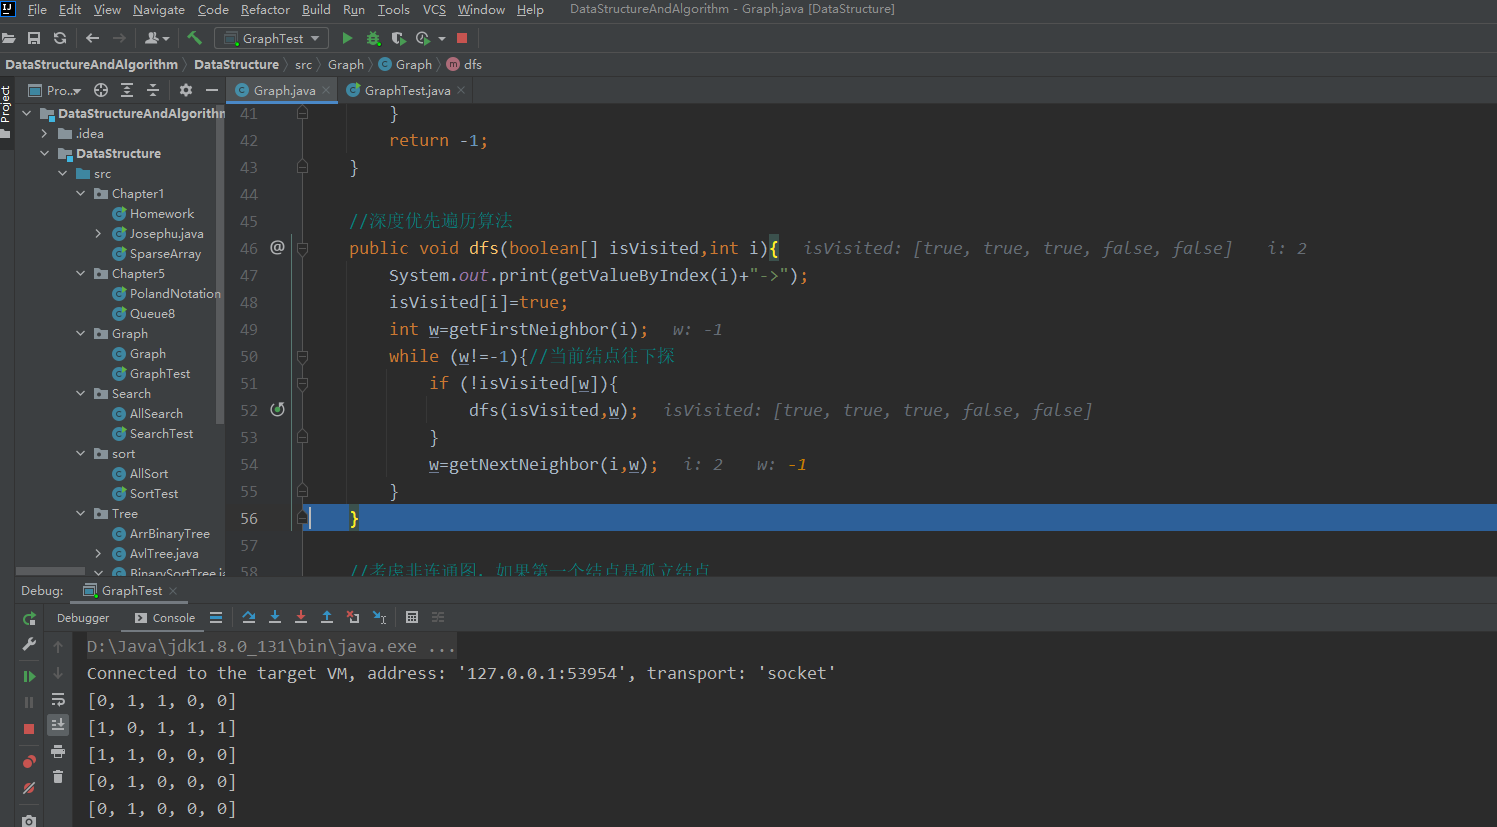 File Edit View Navigate Code Refactor Build Run Tools VCS Window Help DataStructureAndAlgorithm - Graph.java [DataStructure]
GraphTest
DataStructureAndAlgorithm DataStructure src Graph Graph dfs
Project
Pro...
DataStructureAndAlgorithm
.idea
DataStructure
src
Chapter1
Homework
Josephu.java
SparseArray
Chapter5
PolandNotation
Queue8
Graph
Graph
GraphTest
Search
AllSearch
SearchTest
sort
AllSort
SortTest
Tree
ArrBinaryTree
AvlTree.java
BinarySortTree.ja
Graph.java GraphTest.java
41 }
42 return -1;
43 }
44
45 //深度优先遍历算法
46 @ public void dfs(boolean[] isVisited,int i){ isVisited: [true, true, true, false, false] i: 2
47 System.out.print(getValueByIndex(i)+"->");
48 isVisited[i]=true;
49 int w=getFirstNeighbor(i); w: -1
50 while (w!=-1){//当前结点往下探
51 if (!isVisited[w]){
52 dfs(isVisited,w); isVisited: [true, true, true, false, false]
53 }
54 w=getNextNeighbor(i,w); i: 2 w: -1
55 }
56 }
57
58 //考虑非连通图，如果第一个结点是孤立结点
Debug: GraphTest
Debugger Console
D:\Java\jdk1.8.0_131\bin\java.exe ...
Connected to the target VM, address: '127.0.0.1:53954', transport: 'socket'
[0, 1, 1, 0, 0]
[1, 0, 1, 1, 1]
[1, 1, 0, 0, 0]
[0, 1, 0, 0, 0]
[0, 1, 0, 0, 0]